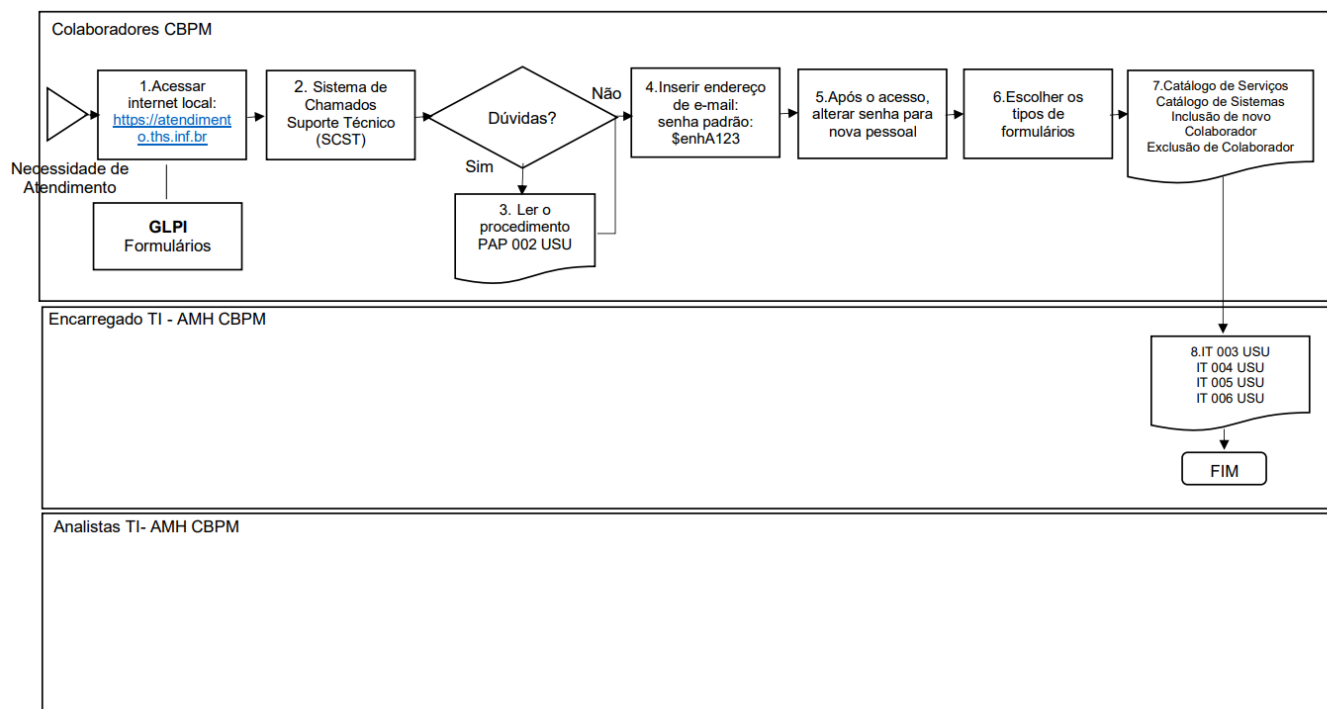 Colaboradores CBPM
Necessidade de
Atendimento
1.Acessar
internet local:
https://atendiment
o.ths.inf.br
GLPI
Formulários
2. Sistema de
Chamados
Suporte Técnico
(SCST)
Dúvidas?
Não
Sim
3. Ler o
procedimento
PAP 002 USU
4.Inserir endereço
de e-mail:
senha padrão:
$enhA123
5.Após o acesso,
alterar senha para
nova pessoal
6.Escolher os
tipos de
formulários
7.Catálogo de Serviços
Catálogo de Sistemas
Inclusão de novo
Colaborador
Exclusão de Colaborador
Encarregado TI - AMH CBPM
8.IT 003 USU
IT 004 USU
IT 005 USU
IT 006 USU
FIM
Analistas TI- AMH CBPM